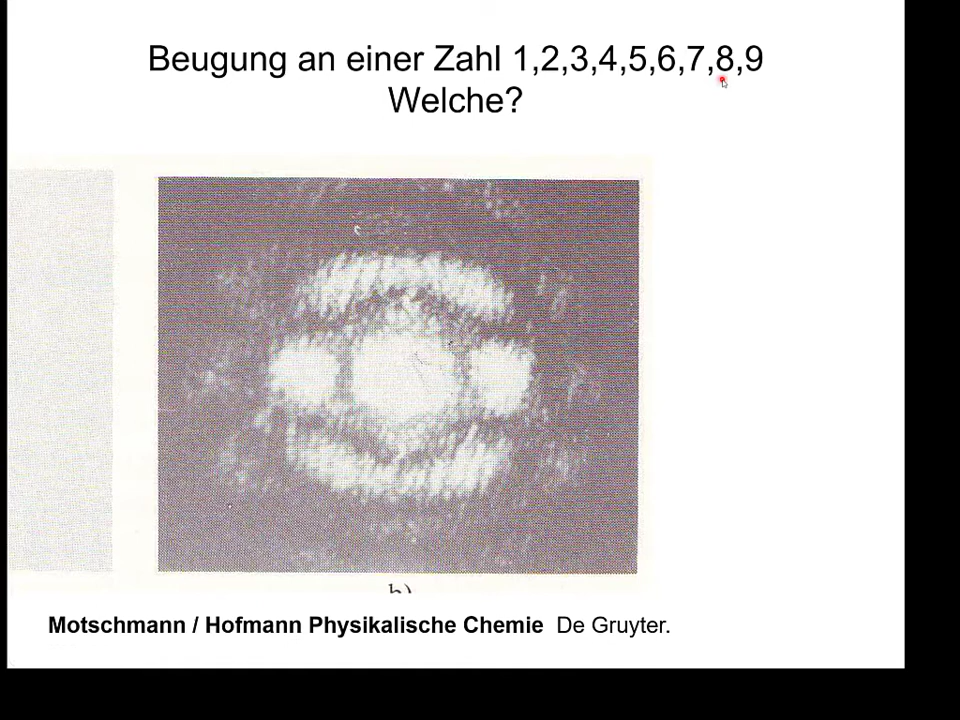 Beugung an einer Zahl 1,2,3,4,5,6,7,8,9
Welche?
b)
Motschmann / Hofmann Physikalische Chemie De Gruyter.